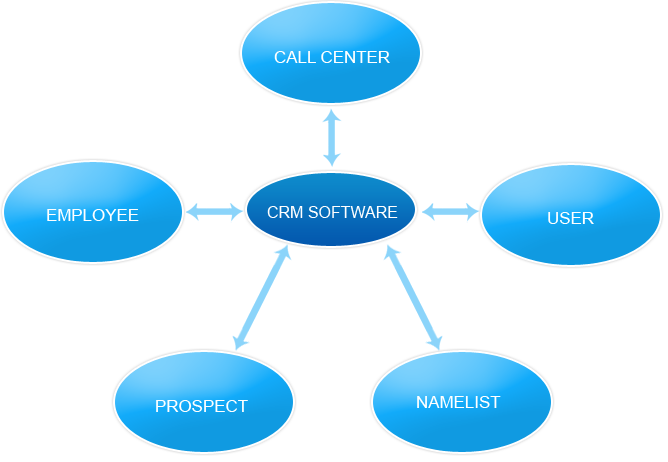 CALL CENTER
EMPLOYEE
CRM SOFTWARE
USER
PROSPECT
NAMELIST